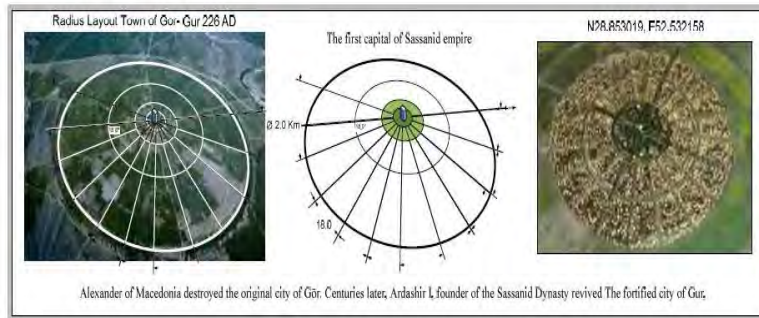 Radius Layout Town of Gor- Gur 226 AD
The first capital of Sassanid empire
N28.853019, E52.532158
Ø 2.0 Km
18.0
Alexander of Macedonia destroyed the original city of Gör. Centuries later, Ardashir I, founder of the Sassanid Dynasty revived The fortified city of Gur,